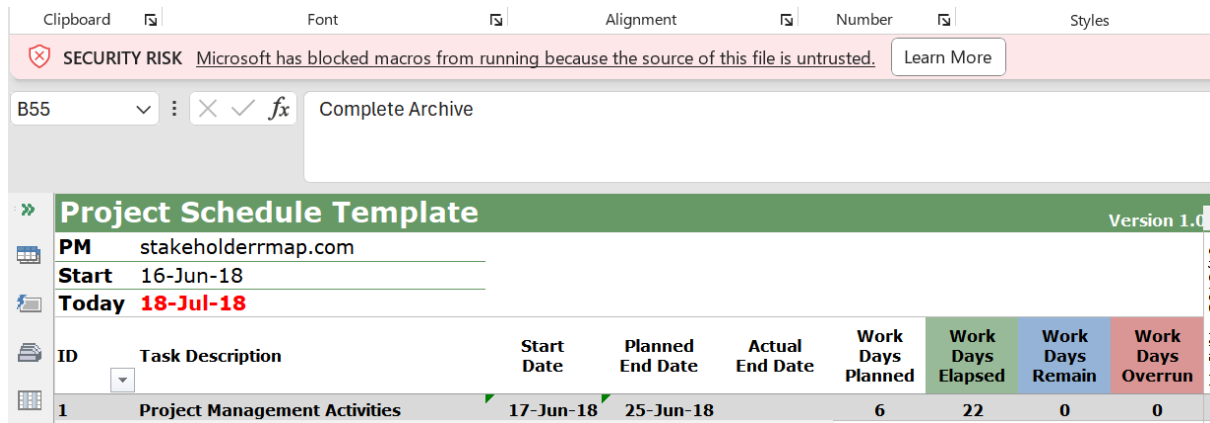 Clipboard Font Alignment Number Styles
SECURITY RISK Microsoft has blocked macros from running because the source of this file is untrusted. Learn More
B55 fx Complete Archive
Project Schedule Template Version 1.0
PM stakeholderrmap.com
Start 16-Jun-18
Today 18-Jul-18
ID Task Description Start Date Planned End Date Actual End Date Work Days Planned Work Days Elapsed Work Days Remain Work Days Overrun
1 Project Management Activities 17-Jun-18 25-Jun-18 6 22 0 0